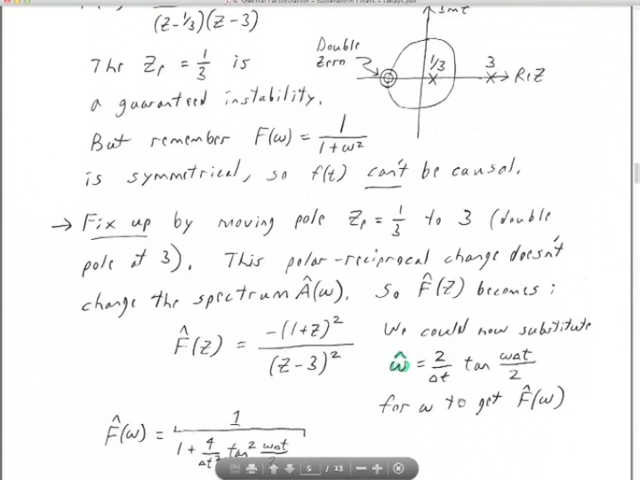 (z-1/3)(z-3)
Im z
Double
Zero
1/3
3
Re z
The Zp = 1/3 is
a guaranteed instability.
But remember F(ω) = 1/(1+ω²)
is symmetrical, so f(t) can't be causal.
→ Fix up by moving pole Zp = 1/3 to 3 (double
pole at 3). This polar-reciprocal change doesn't
change the spectrum Â(ω). So F̂(z) becomes:
F̂(z) = -(1+z)²/(z-3)²
We could now substitute
ω̂ = 2/Δt tan ωΔt/2
for ω to get F̂(ω)
F̂(ω) = 1/(1 + 4/Δt² tan² ωΔt/2)
5 / 13